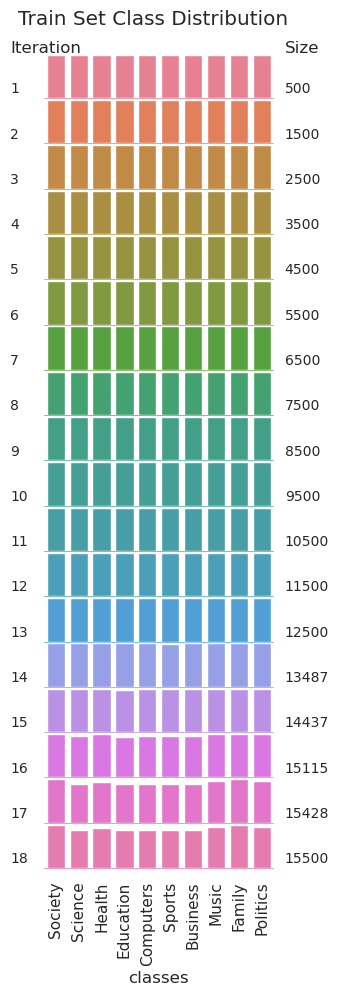 Train Set Class Distribution
Iteration Size
1 500
2 1500
3 2500
4 3500
5 4500
6 5500
7 6500
8 7500
9 8500
10 9500
11 10500
12 11500
13 12500
14 13487
15 14437
16 15115
17 15428
18 15500
Society
Science
Health
Education
Computers
Sports
Business
Music
Family
Politics
classes